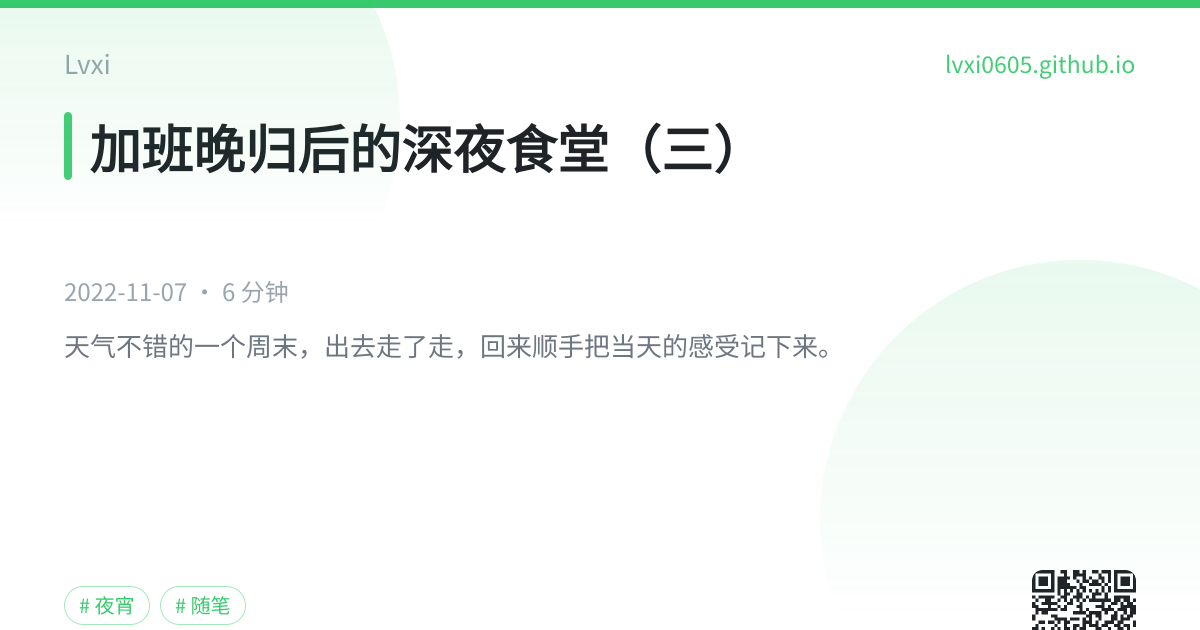 Lvxi
lvxi0605.github.io
加班晚归后的深夜食堂（三）
2022-11-07 · 6 分钟
天气不错的一个周末，出去走了走，回来顺手把当天的感受记下来。
# 夜宵
# 随笔